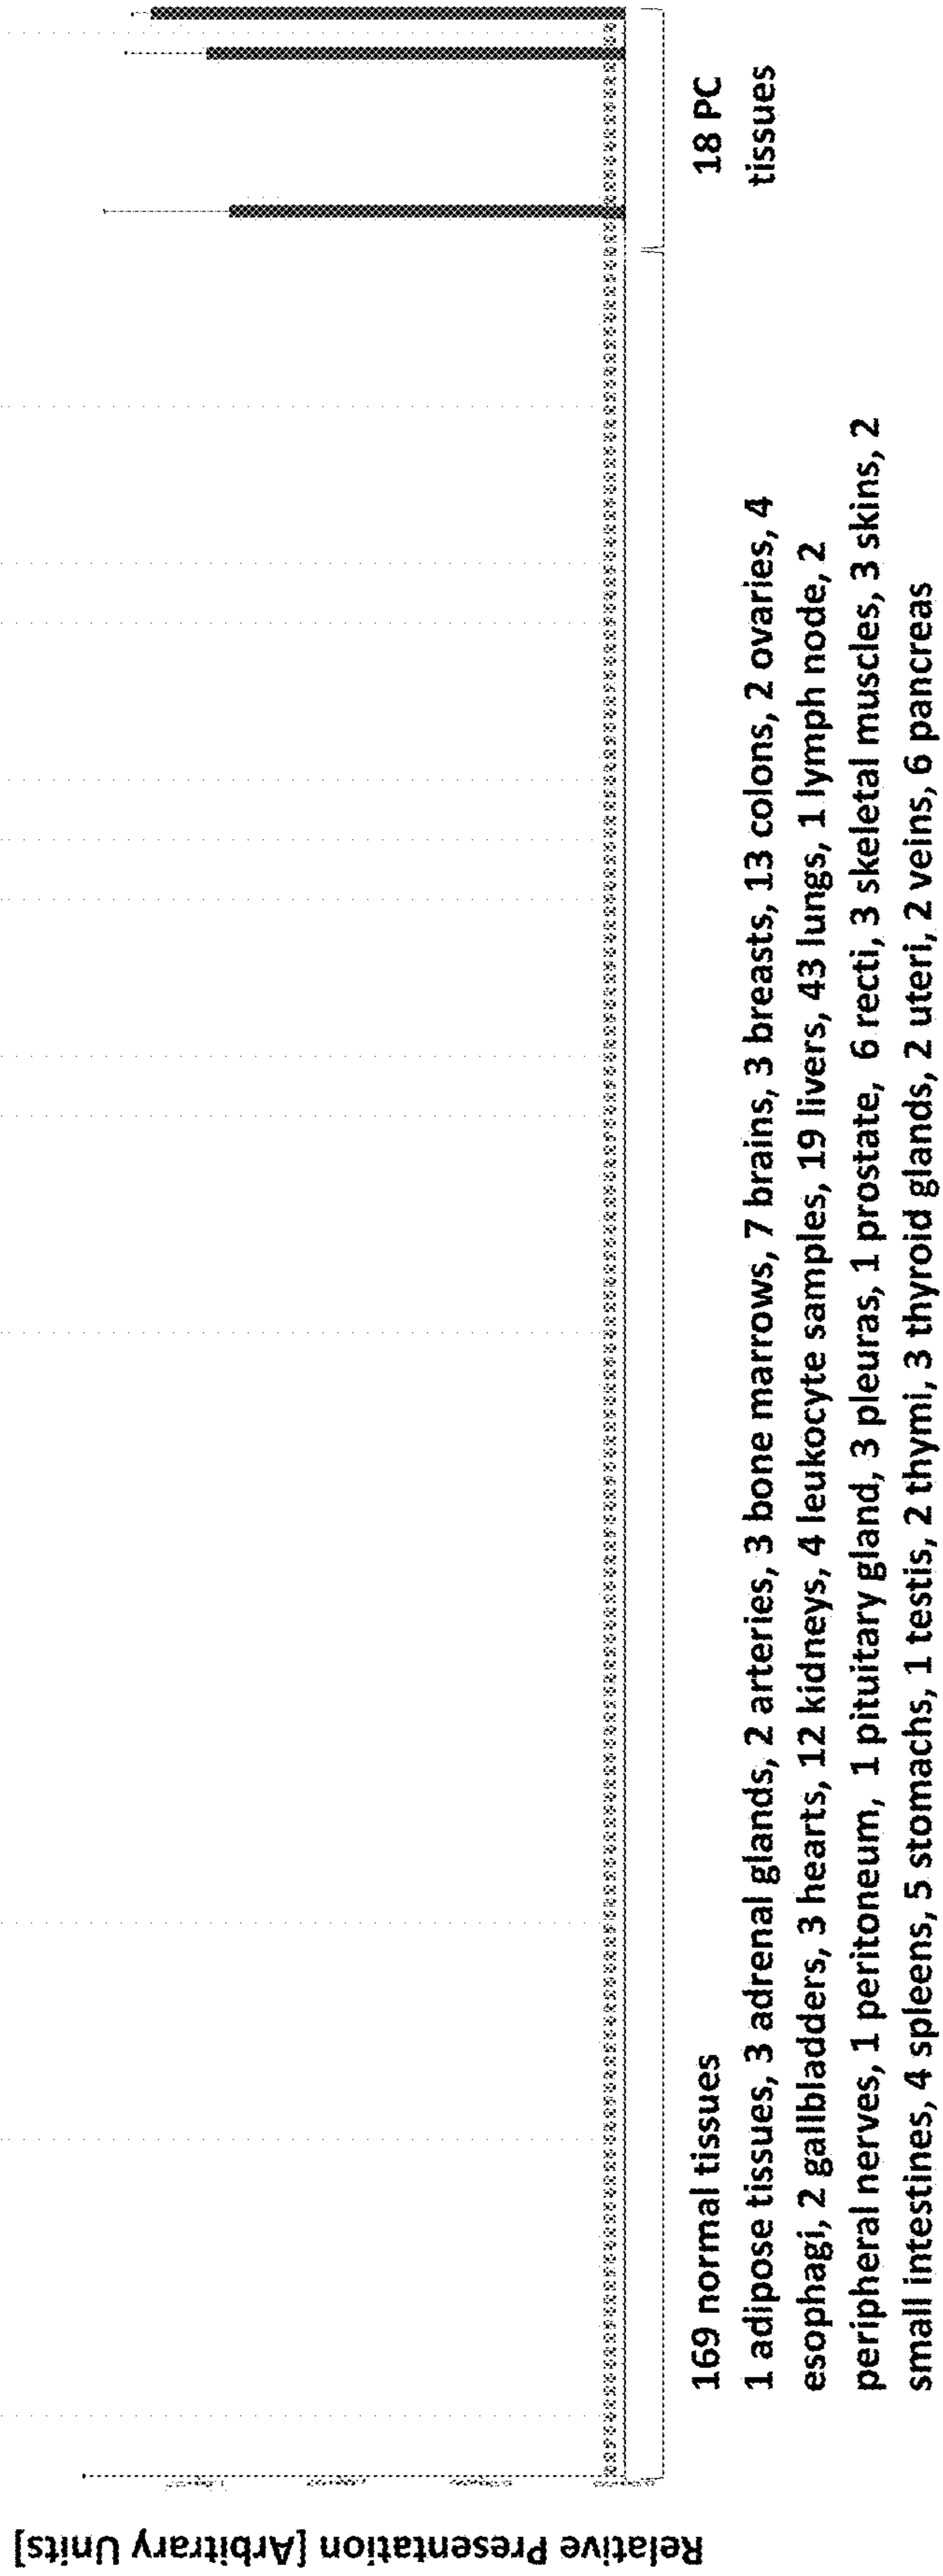 Relative Presentation [Arbitrary Units]
169 normal tissues
1 adipose tissues, 3 adrenal glands, 2 arteries, 3 bone marrows, 7 brains, 3 breasts, 13 colons, 2 ovaries, 4
esophagi, 2 gallbladders, 3 hearts, 12 kidneys, 4 leukocyte samples, 19 livers, 43 lungs, 1 lymph node, 2
peripheral nerves, 1 peritoneum, 1 pituitary gland, 3 pleuras, 1 prostate, 6 recti, 3 skeletal muscles, 3 skins, 2
small intestines, 4 spleens, 5 stomachs, 1 testis, 2 thymi, 3 thyroid glands, 2 uteri, 2 veins, 6 pancreas
18 PC
tissues